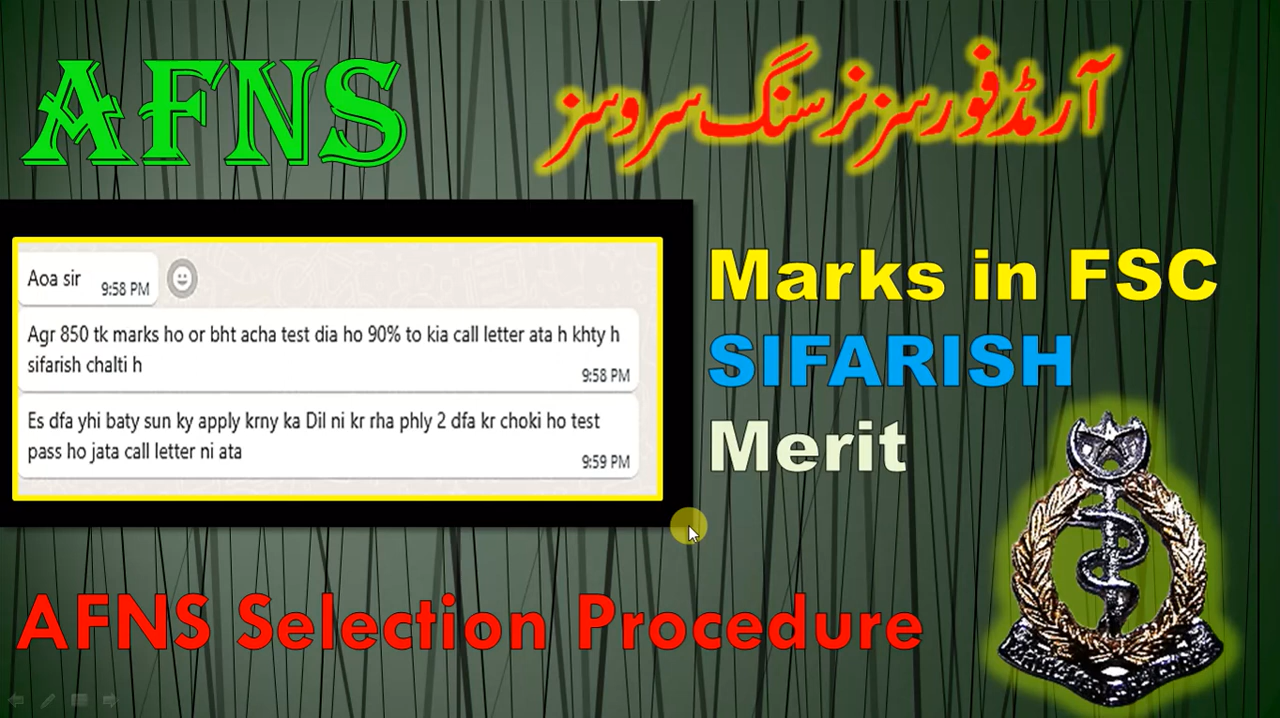 AFNS
آرمڈ فورسز نرسنگ سروسز
Aoa sir
9:58 PM
Agr 850 tk marks ho or bht acha test dia ho 90% to kia call letter ata h khty h
sifarish chalti h
9:58 PM
Es dfa yhi baty sun ky apply krny ka Dil ni kr rha phly 2 dfa kr choki ho test
pass ho jata call letter ni ata
9:59 PM
Marks in FSC
SIFARISH
Merit
AFNS Selection Procedure